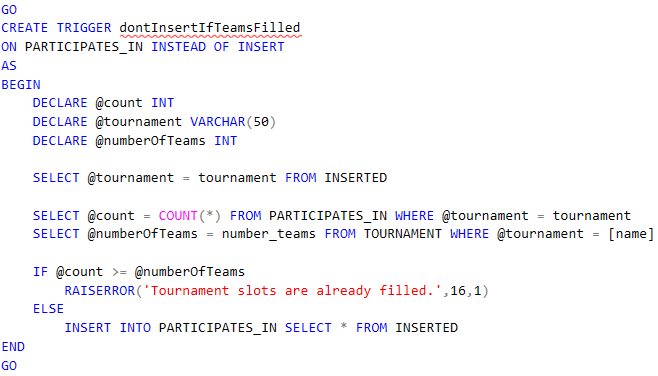 GO
CREATE TRIGGER dontInsertIfTeamsFilled
ON PARTICIPATES_IN INSTEAD OF INSERT
AS
BEGIN
DECLARE @count INT
DECLARE @tournament VARCHAR(50)
DECLARE @numberOfTeams INT
SELECT @tournament = tournament FROM INSERTED
SELECT @count = COUNT(*) FROM PARTICIPATES_IN WHERE @tournament = tournament
SELECT @numberOfTeams = number_teams FROM TOURNAMENT WHERE @tournament = [name]
IF @count >= @numberOfTeams
RAISERROR('Tournament slots are already filled.',16,1)
ELSE
INSERT INTO PARTICIPATES_IN SELECT * FROM INSERTED
END
GO